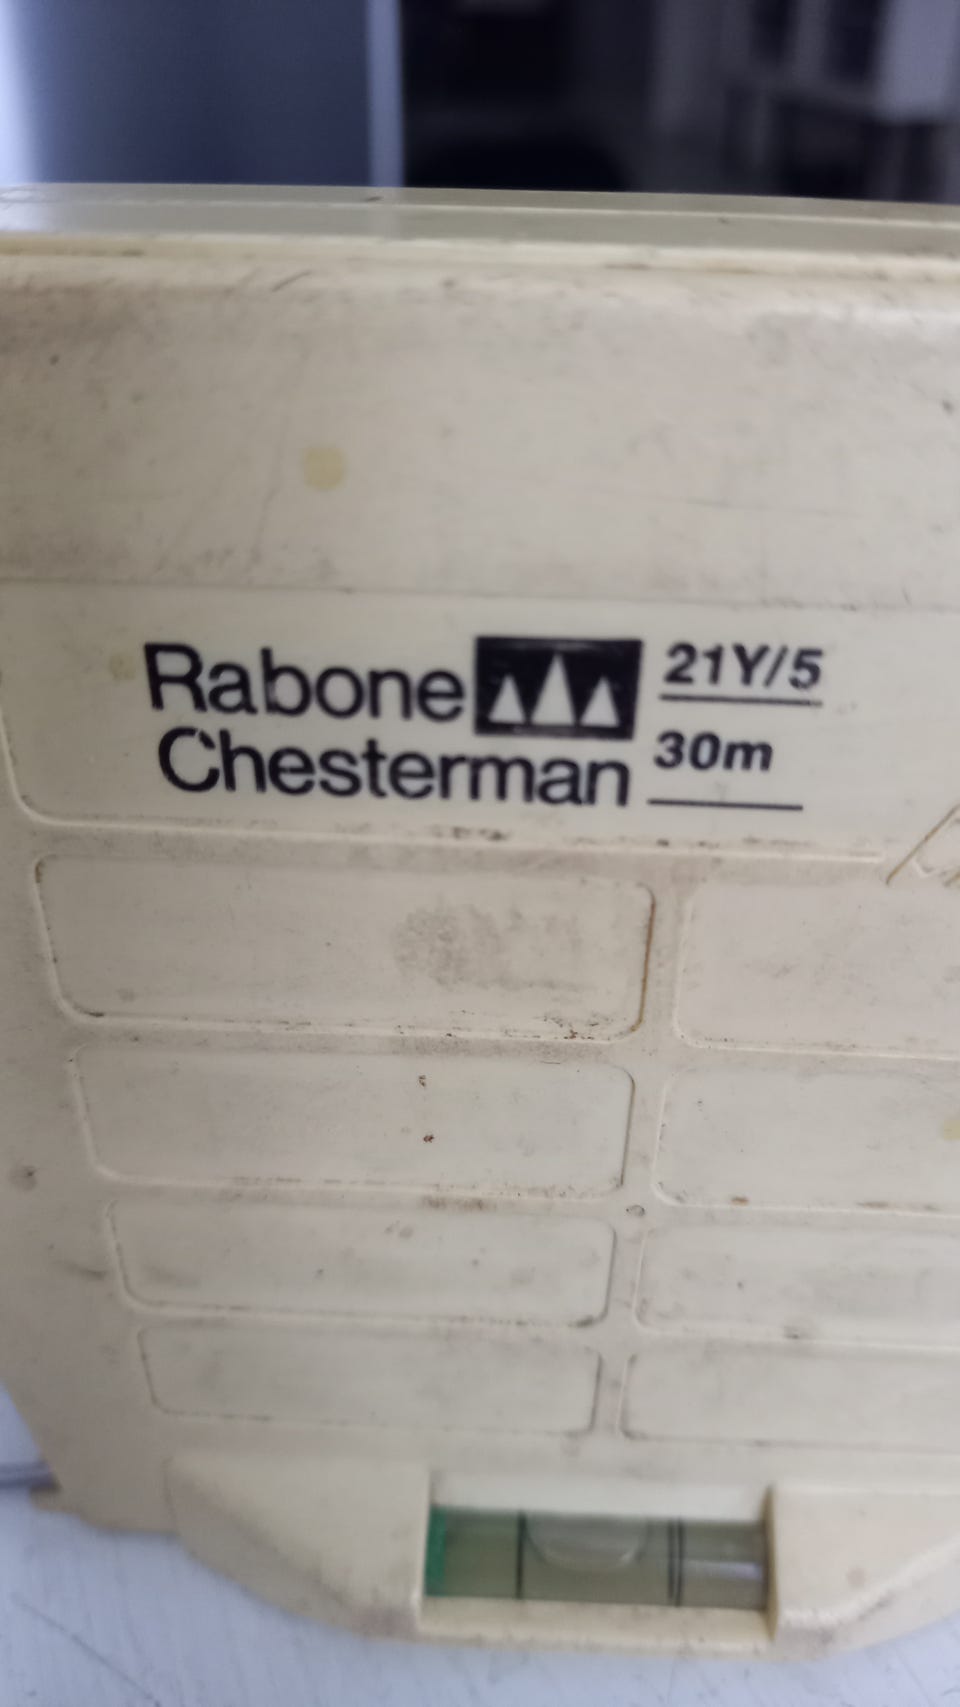 Rabone
Chesterman
21Y/5
30m